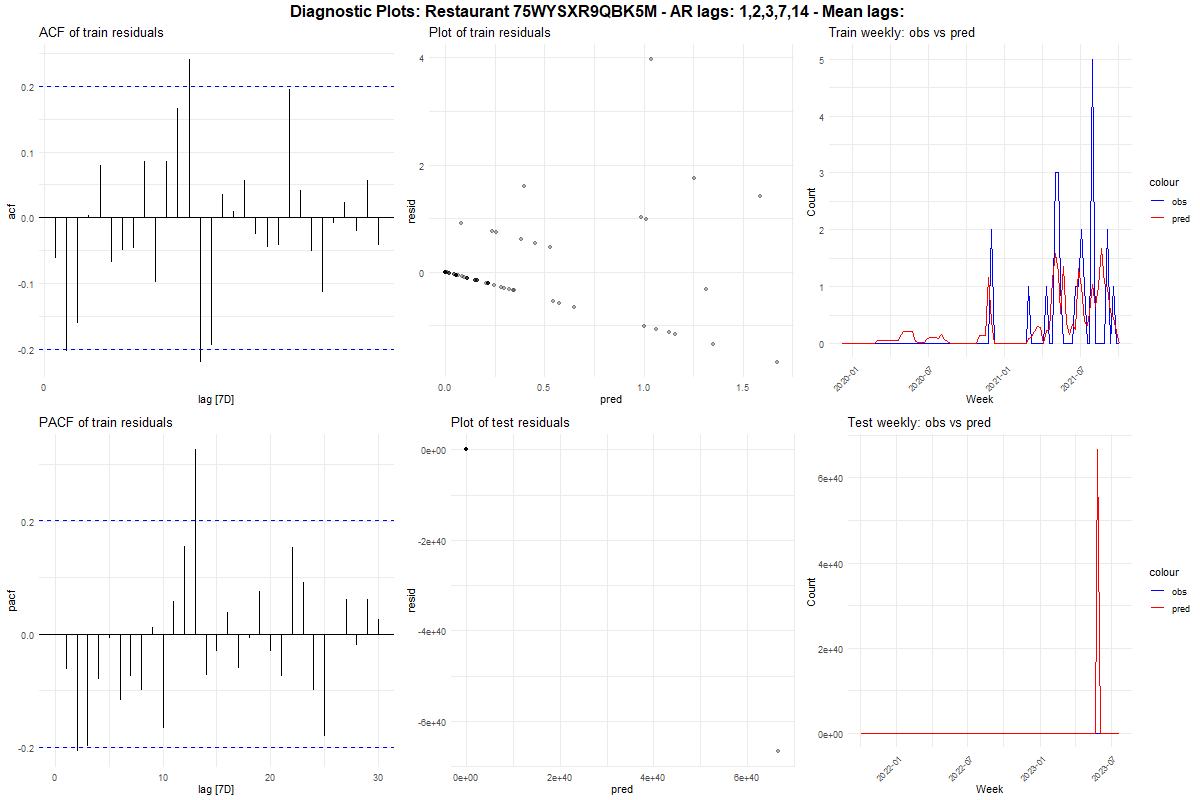 Diagnostic Plots: Restaurant 75WYSXR9QBK5M - AR lags: 1,2,3,7,14 - Mean lags:
ACF of train residuals
acf
0.2
0.1
0.0
-0.1
-0.2
0
lag [7D]
Plot of train residuals
resid
4
2
0
0.0 0.5 1.0 1.5
pred
Train weekly: obs vs pred
Count
5
4
3
2
1
0
2020-01 2020-07 2021-01 2021-07
Week
colour
obs
pred
PACF of train residuals
pacf
0.2
0.0
-0.2
0 10 20 30
lag [7D]
Plot of test residuals
resid
0e+00
-2e+40
-4e+40
-6e+40
0e+00 2e+40 4e+40 6e+40
pred
Test weekly: obs vs pred
Count
6e+40
4e+40
2e+40
0e+00
2022-01 2022-07 2023-01 2023-07
Week
colour
obs
pred